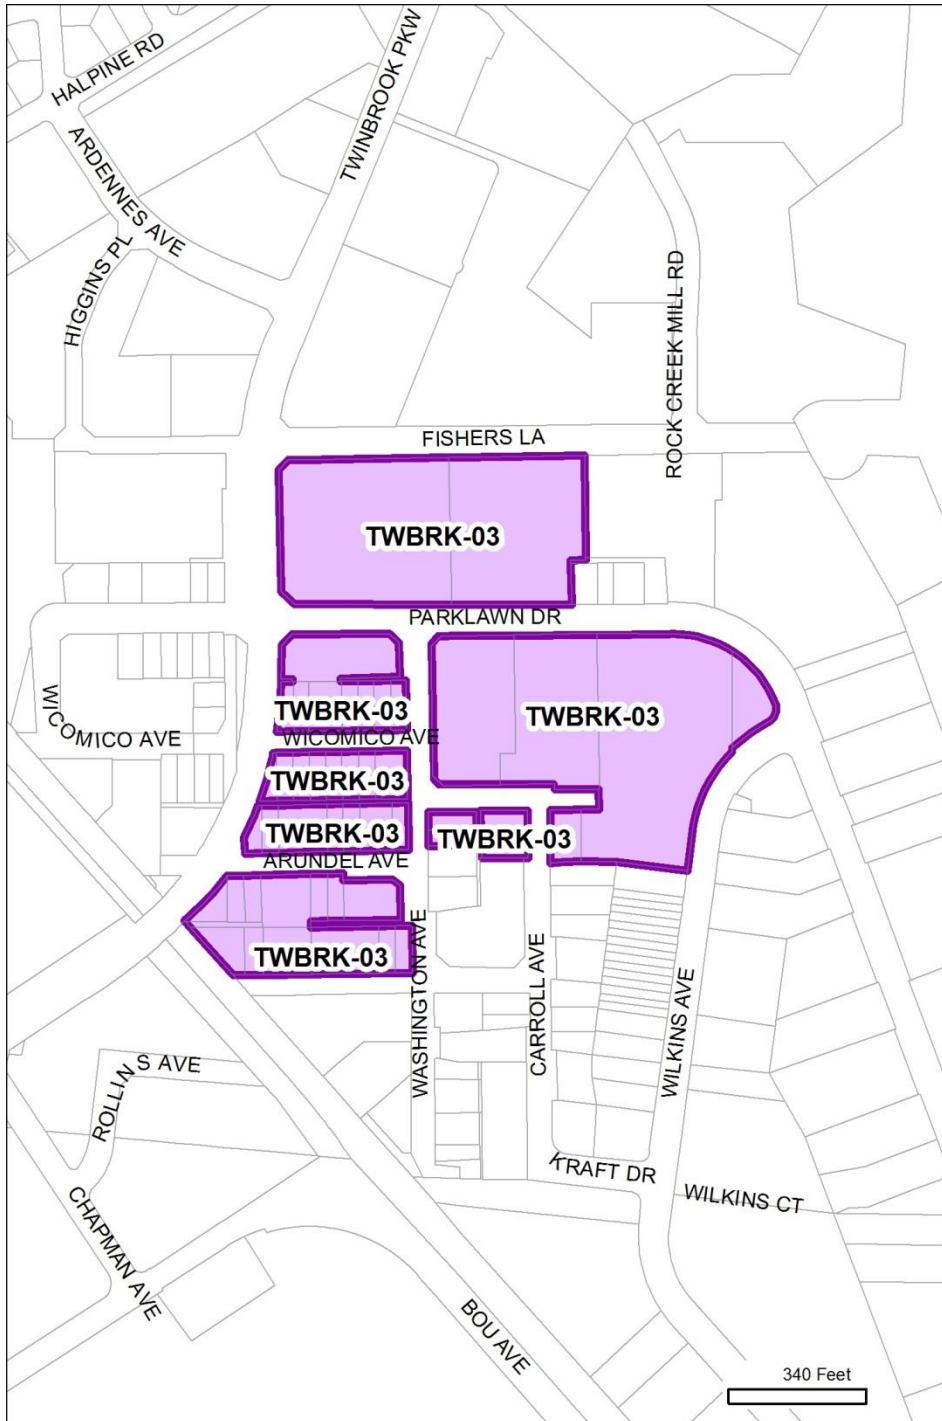 HALPINE RD
TWINBROOK PKW
ARDENNES AVE
HIGGINS PL
ROCK CREEK MILL RD
FISHERS LA
TWBRK-03
PARKLAWN DR
WICOMICO AVE
TWBRK-03
TWBRK-03
WICOMICO AVE
TWBRK-03
TWBRK-03
TWBRK-03
ARUNDEL AVE
TWBRK-03
WASHINGTON AVE
CARROLL AVE
WILKINS AVE
ROLLINS AVE
KRAFT DR
WILKINS CT
CHAPMAN AVE
BOU AVE
340 Feet